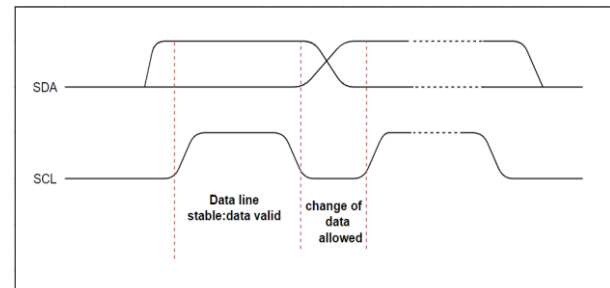 SDA
SCL
Data line
stable:data valid
change of
data
allowed